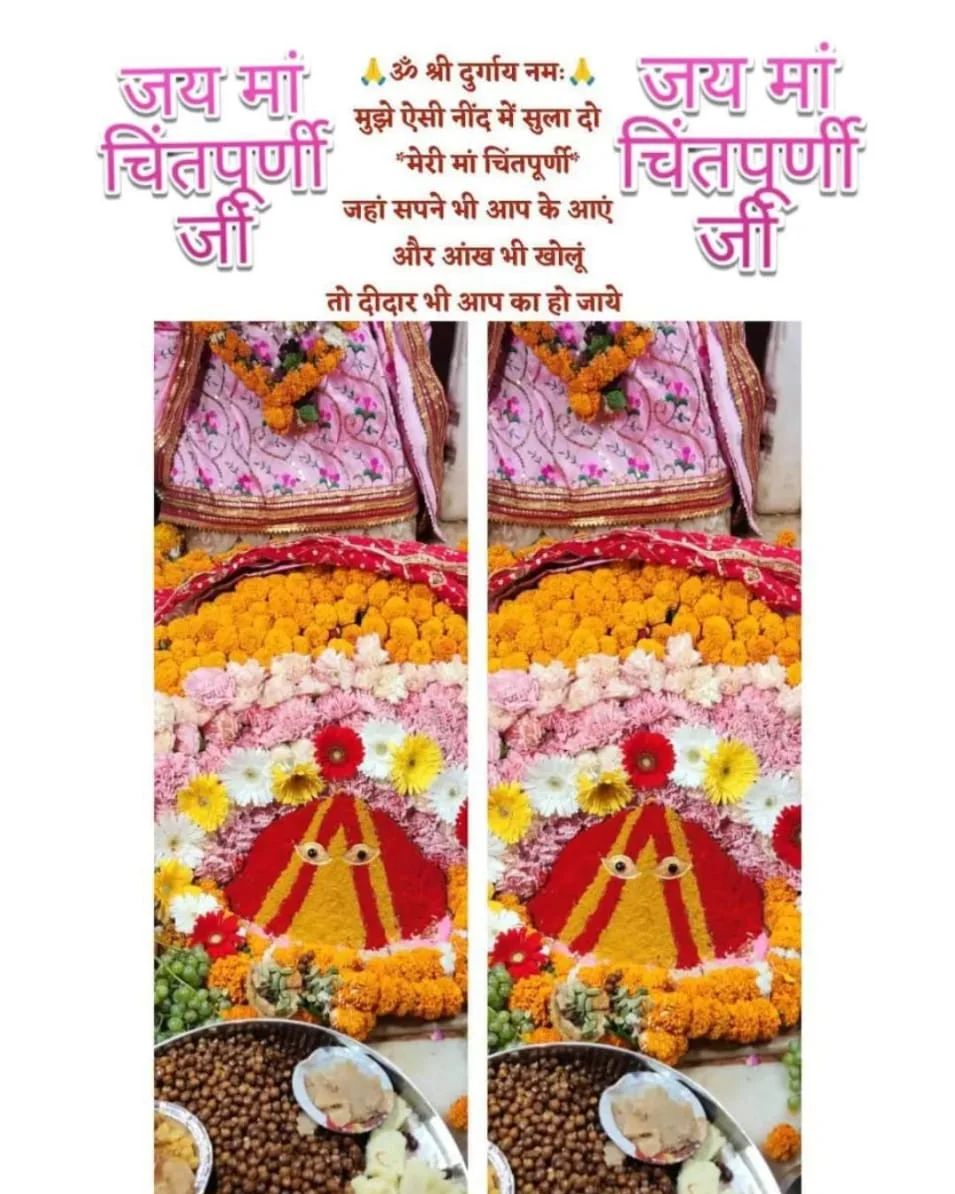 जय मां
चिंतपूर्णी
जी
🙏ॐ श्री दुर्गाय नमः🙏
मुझे ऐसी नींद में सुला दो
*मेरी मां चिंतपूर्णी*
जहां सपने भी आप के आएं
और आंख भी खोलूं
तो दीदार भी आप का हो जाये
जय मां
चिंतपूर्णी
जी